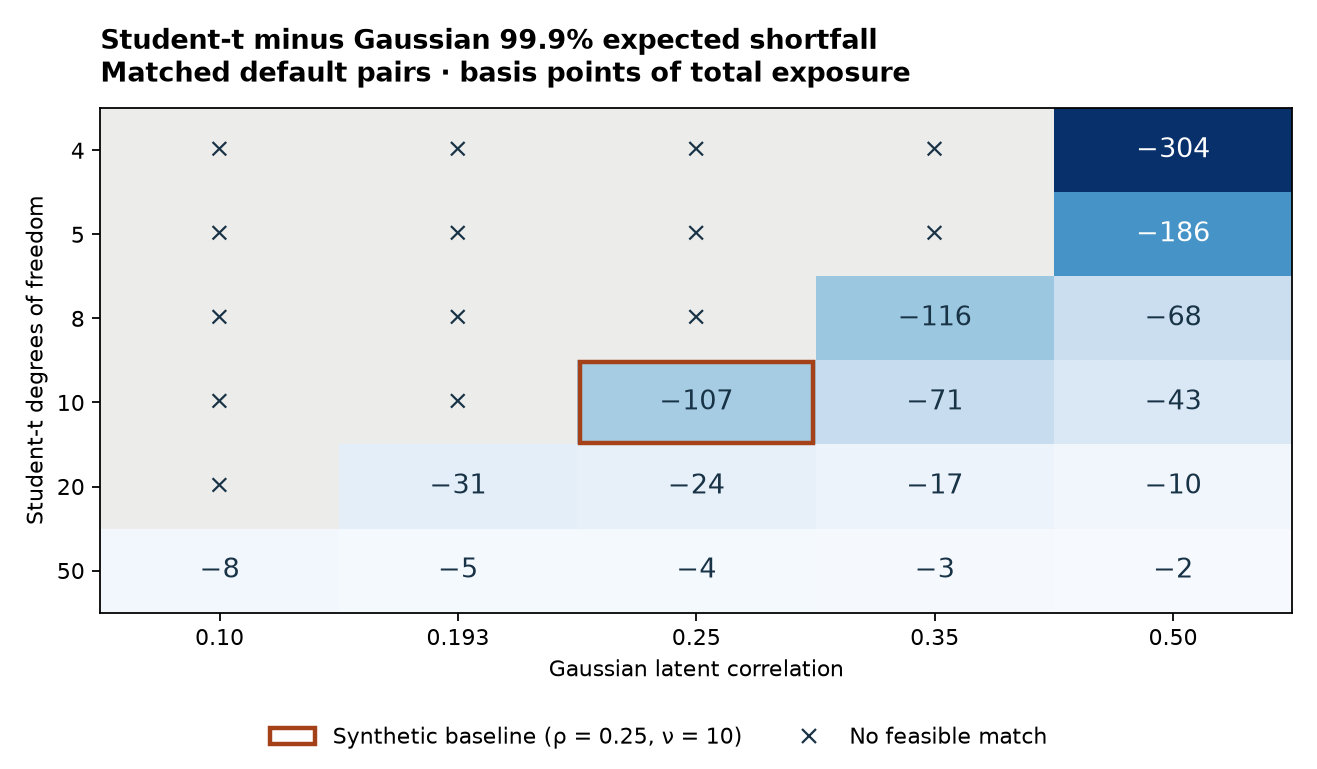 Student-t minus Gaussian 99.9% expected shortfall
Matched default pairs · basis points of total exposure
Student-t degrees of freedom
4 × × × × −304
5 × × × × −186
8 × × × −116 −68
10 × × −107 −71 −43
20 × −31 −24 −17 −10
50 −8 −5 −4 −3 −2
0.10 0.193 0.25 0.35 0.50
Gaussian latent correlation
Synthetic baseline (ρ = 0.25, ν = 10) × No feasible match